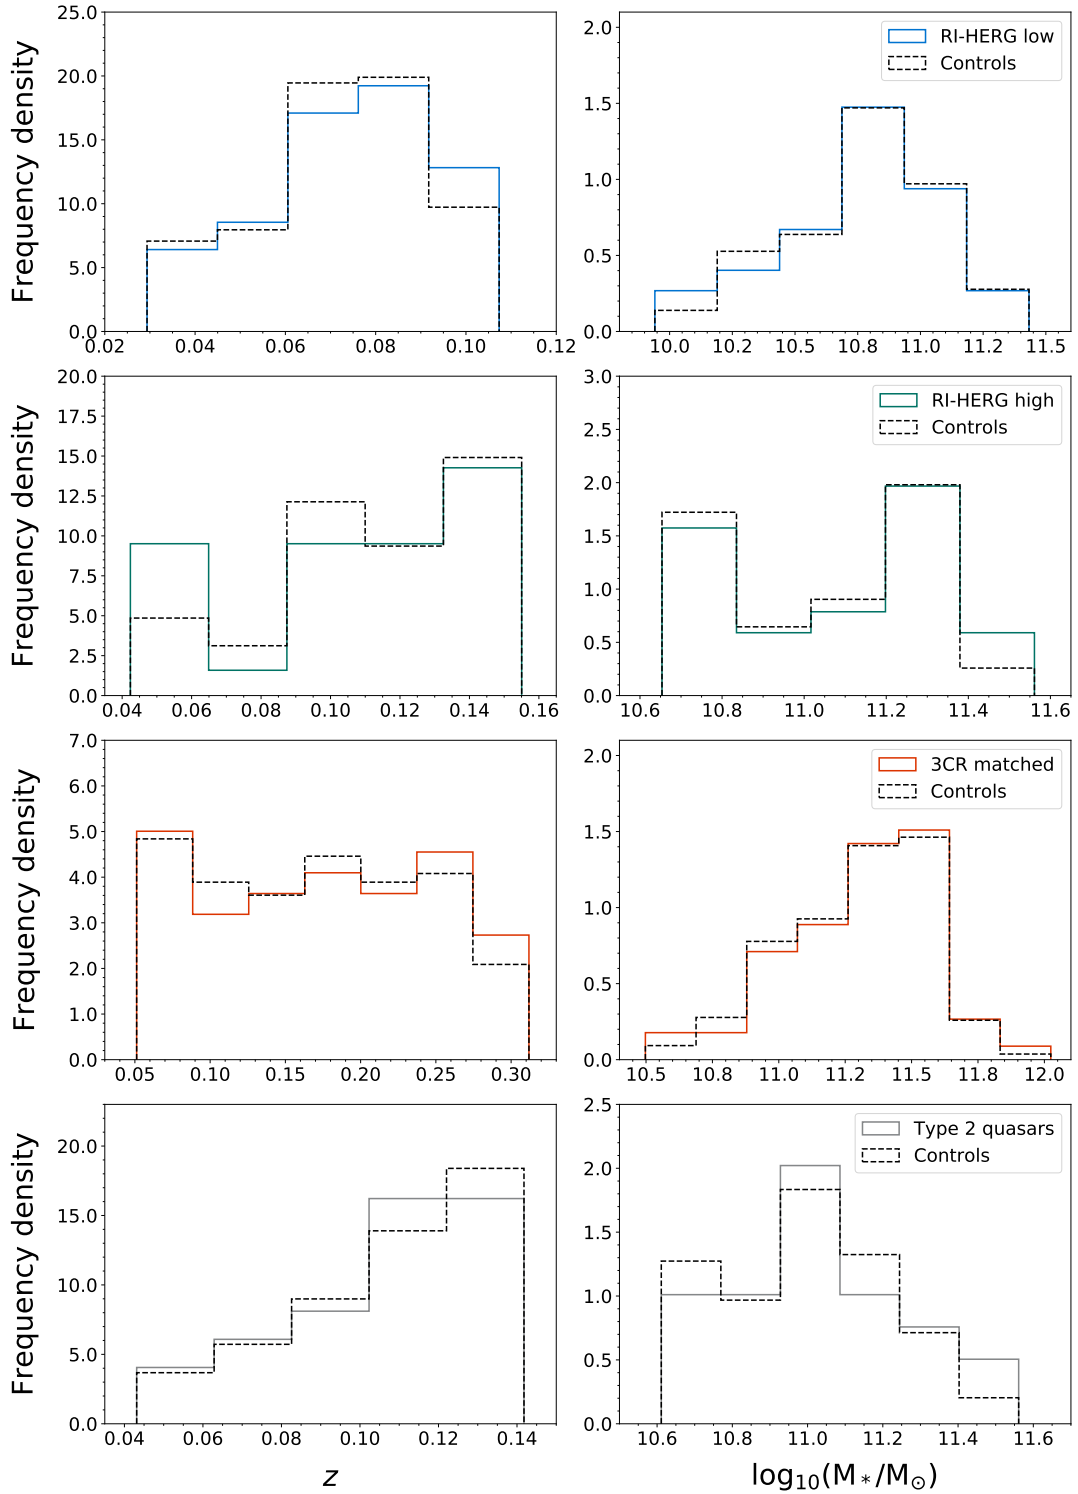 25.0
20.0
15.0
10.0
5.0
0.0
0.02 0.04 0.06 0.08 0.10 0.12
Frequency density
2.0
1.5
1.0
0.5
0.0
10.0 10.2 10.5 10.8 11.0 11.2 11.5
RI-HERG low
Controls
20.0
17.5
15.0
12.5
10.0
7.5
5.0
2.5
0.0
0.04 0.06 0.08 0.10 0.12 0.14 0.16
Frequency density
3.0
2.5
2.0
1.5
1.0
0.5
0.0
10.6 10.8 11.0 11.2 11.4 11.6
RI-HERG high
Controls
7.0
6.0
5.0
4.0
3.0
2.0
1.0
0.0
0.05 0.10 0.15 0.20 0.25 0.30
Frequency density
2.0
1.5
1.0
0.5
0.0
10.5 10.8 11.0 11.2 11.5 11.8 12.0
3CR matched
Controls
20.0
15.0
10.0
5.0
0.0
0.04 0.06 0.08 0.10 0.12 0.14
Frequency density
z
2.5
2.0
1.5
1.0
0.5
0.0
10.6 10.8 11.0 11.2 11.4 11.6
Type 2 quasars
Controls
log₁₀(M∗/M⊙)